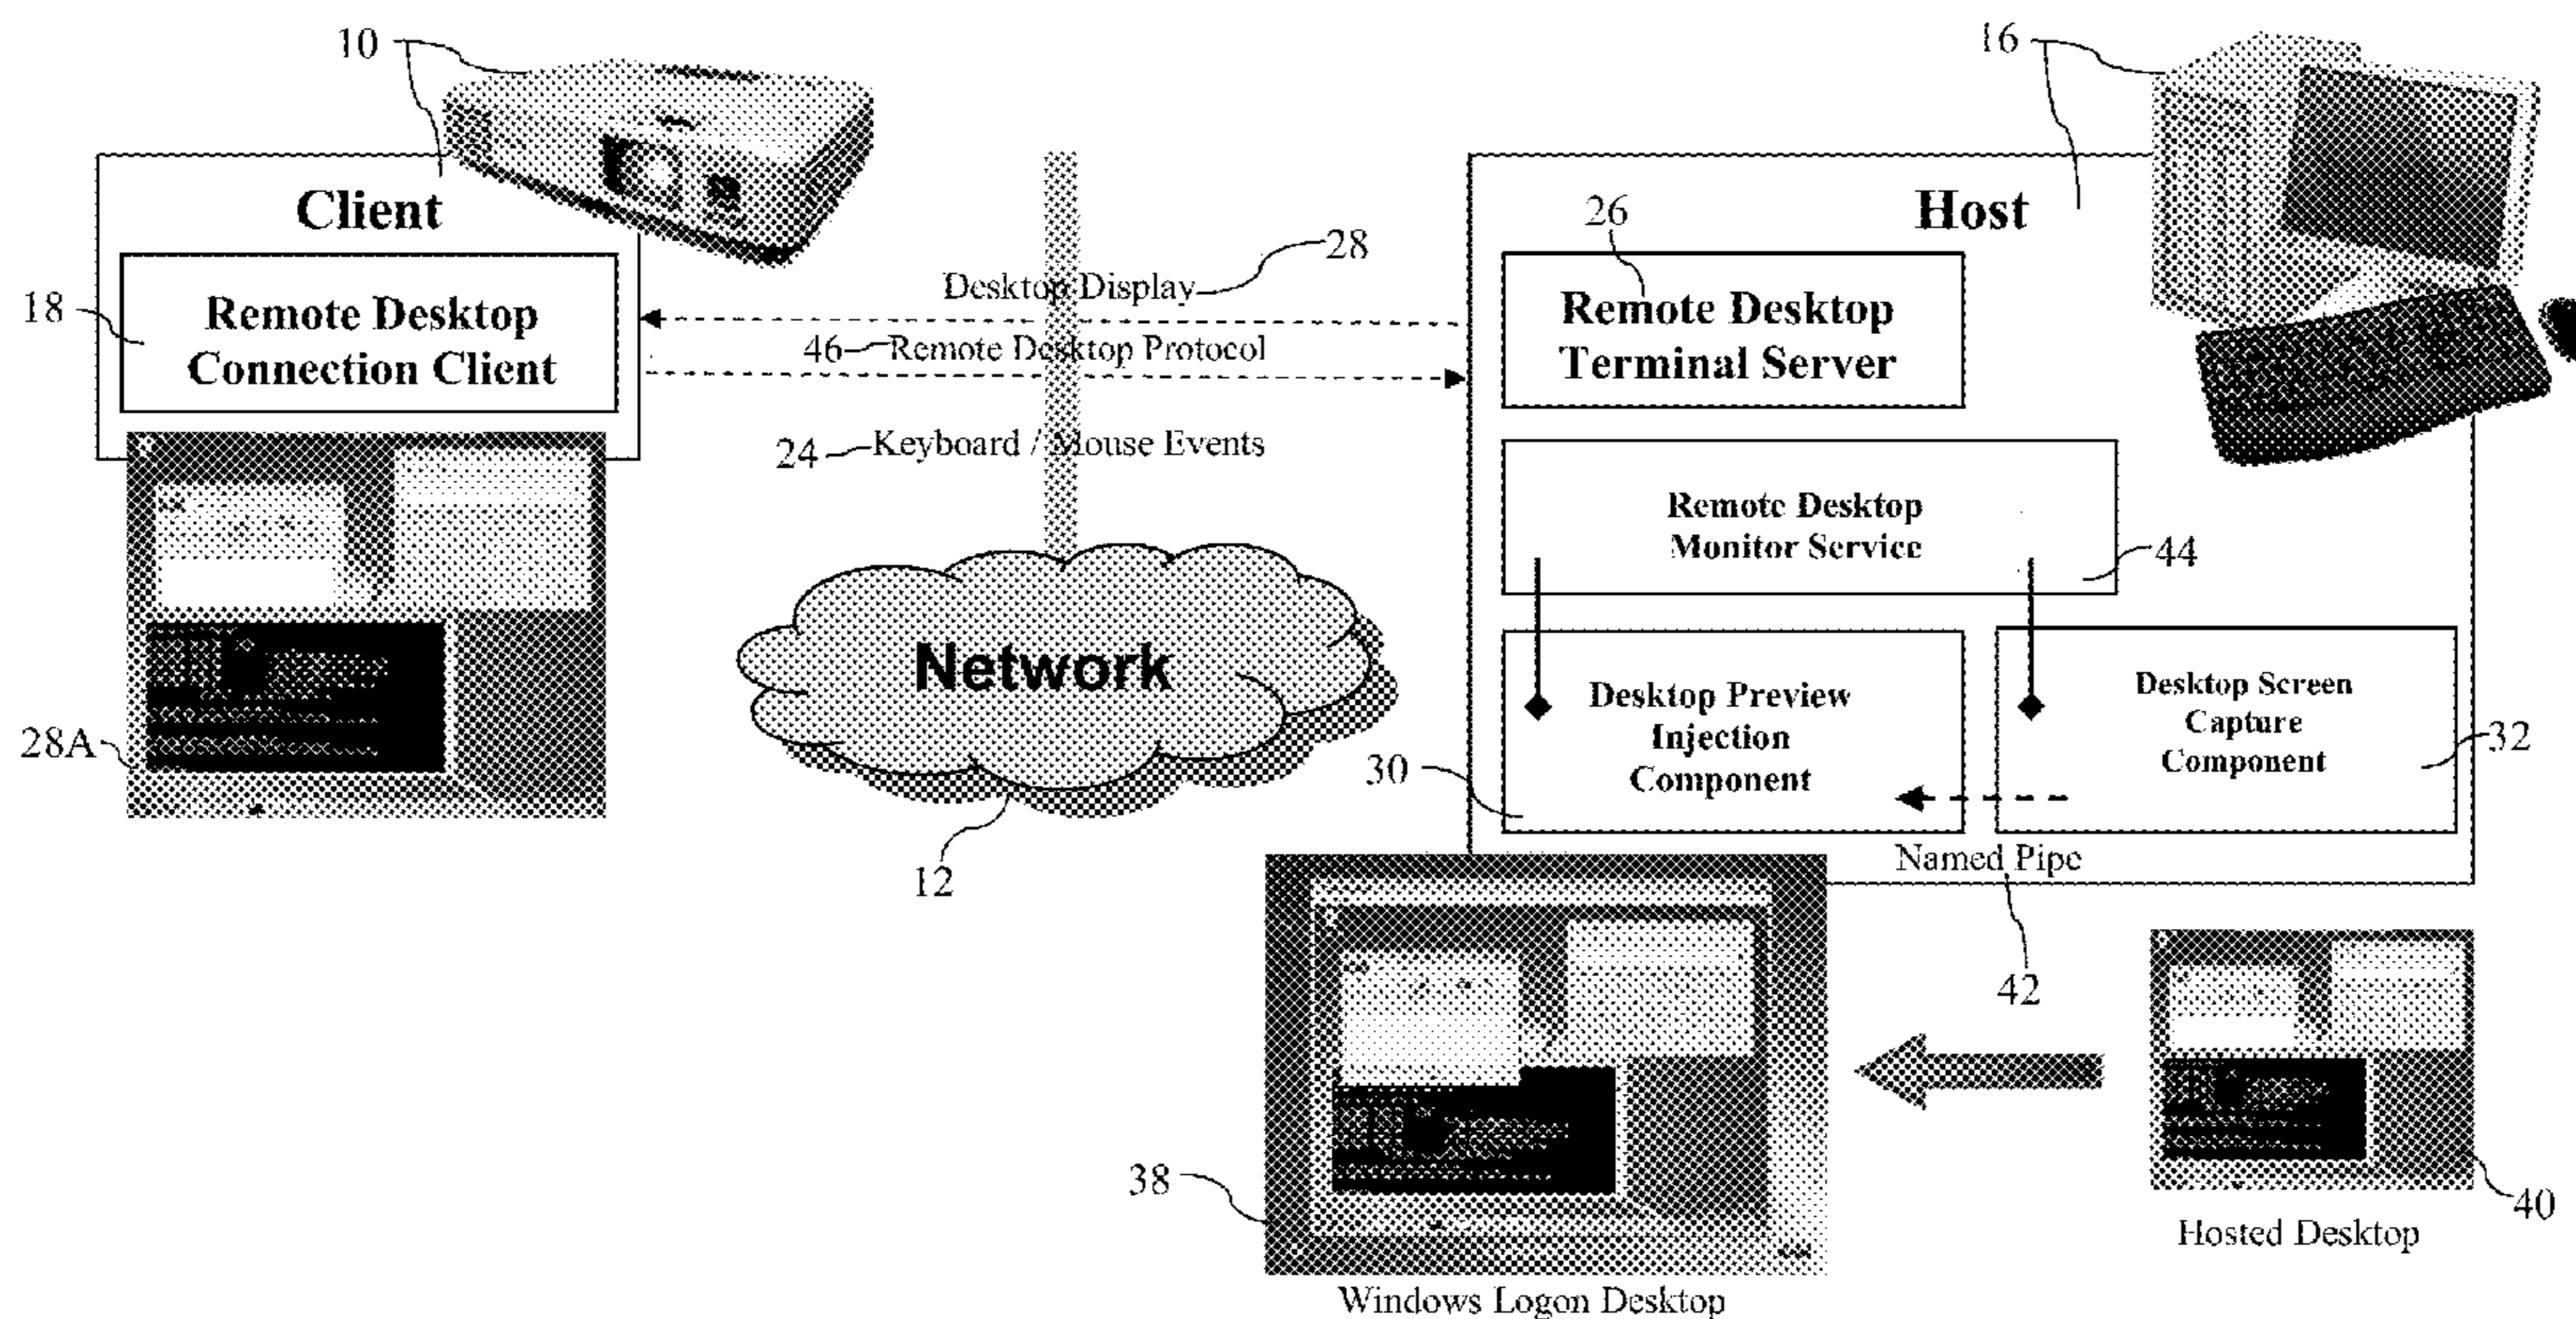 10
16
Client
Host
26
28
Desktop Display
18
Remote Desktop
Connection Client
Remote Desktop
Terminal Server
46
Remote Desktop Protocol
24
Keyboard / Mouse Events
Remote Desktop
Monitor Service
44
Network
Desktop Preview
Injection
Component
Desktop Screen
Capture
Component
28A
30
32
12
Named Pipe
42
38
40
Hosted Desktop
Windows Logon Desktop